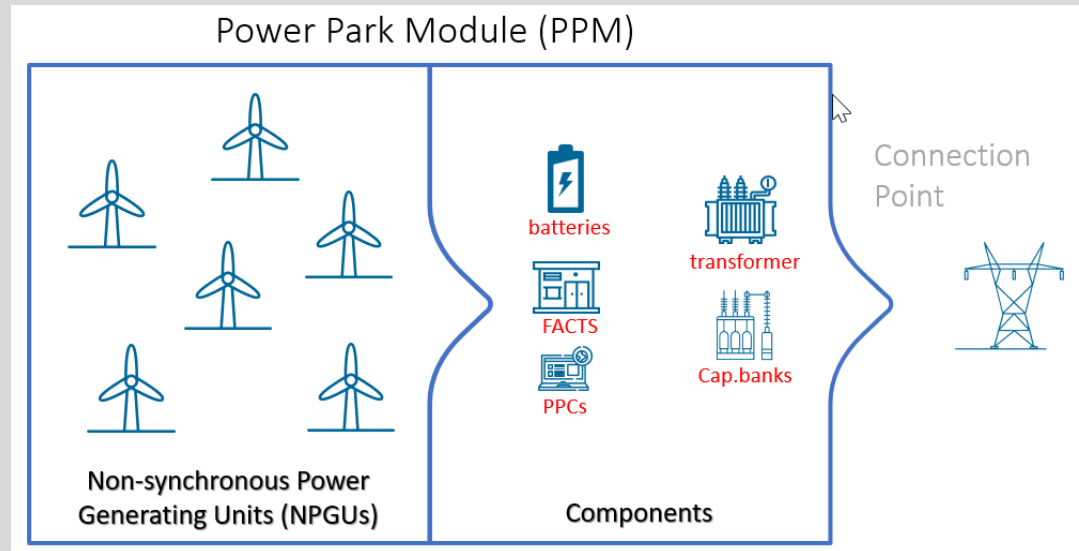 Power Park Module (PPM)
batteries
transformer
FACTS
Cap.banks
PPCs
Non-synchronous Power
Generating Units (NPGUs)
Components
Connection
Point